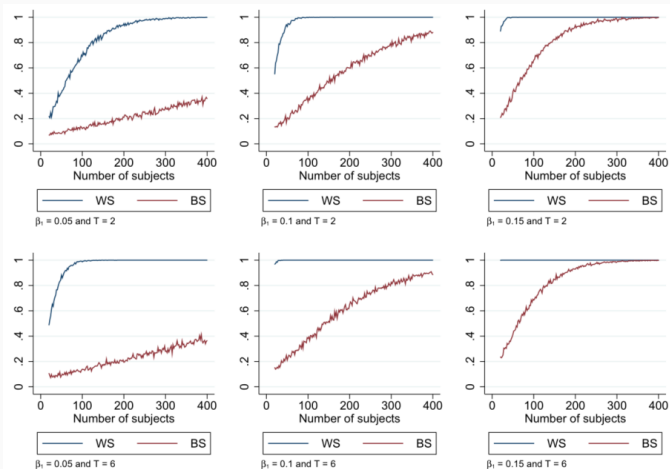 1 1 1
.8 .8 .8
.6 .6 .6
.4 .4 .4
.2 .2 .2
0 0 0
0 100 200 300 400 0 100 200 300 400 0 100 200 300 400
Number of subjects Number of subjects Number of subjects
WS BS WS BS WS BS
β₁ = 0.05 and T = 2 β₁ = 0.1 and T = 2 β₁ = 0.15 and T = 2
1 1 1
.8 .8 .8
.6 .6 .6
.4 .4 .4
.2 .2 .2
0 0 0
0 100 200 300 400 0 100 200 300 400 0 100 200 300 400
Number of subjects Number of subjects Number of subjects
WS BS WS BS WS BS
β₁ = 0.05 and T = 6 β₁ = 0.1 and T = 6 β₁ = 0.15 and T = 6